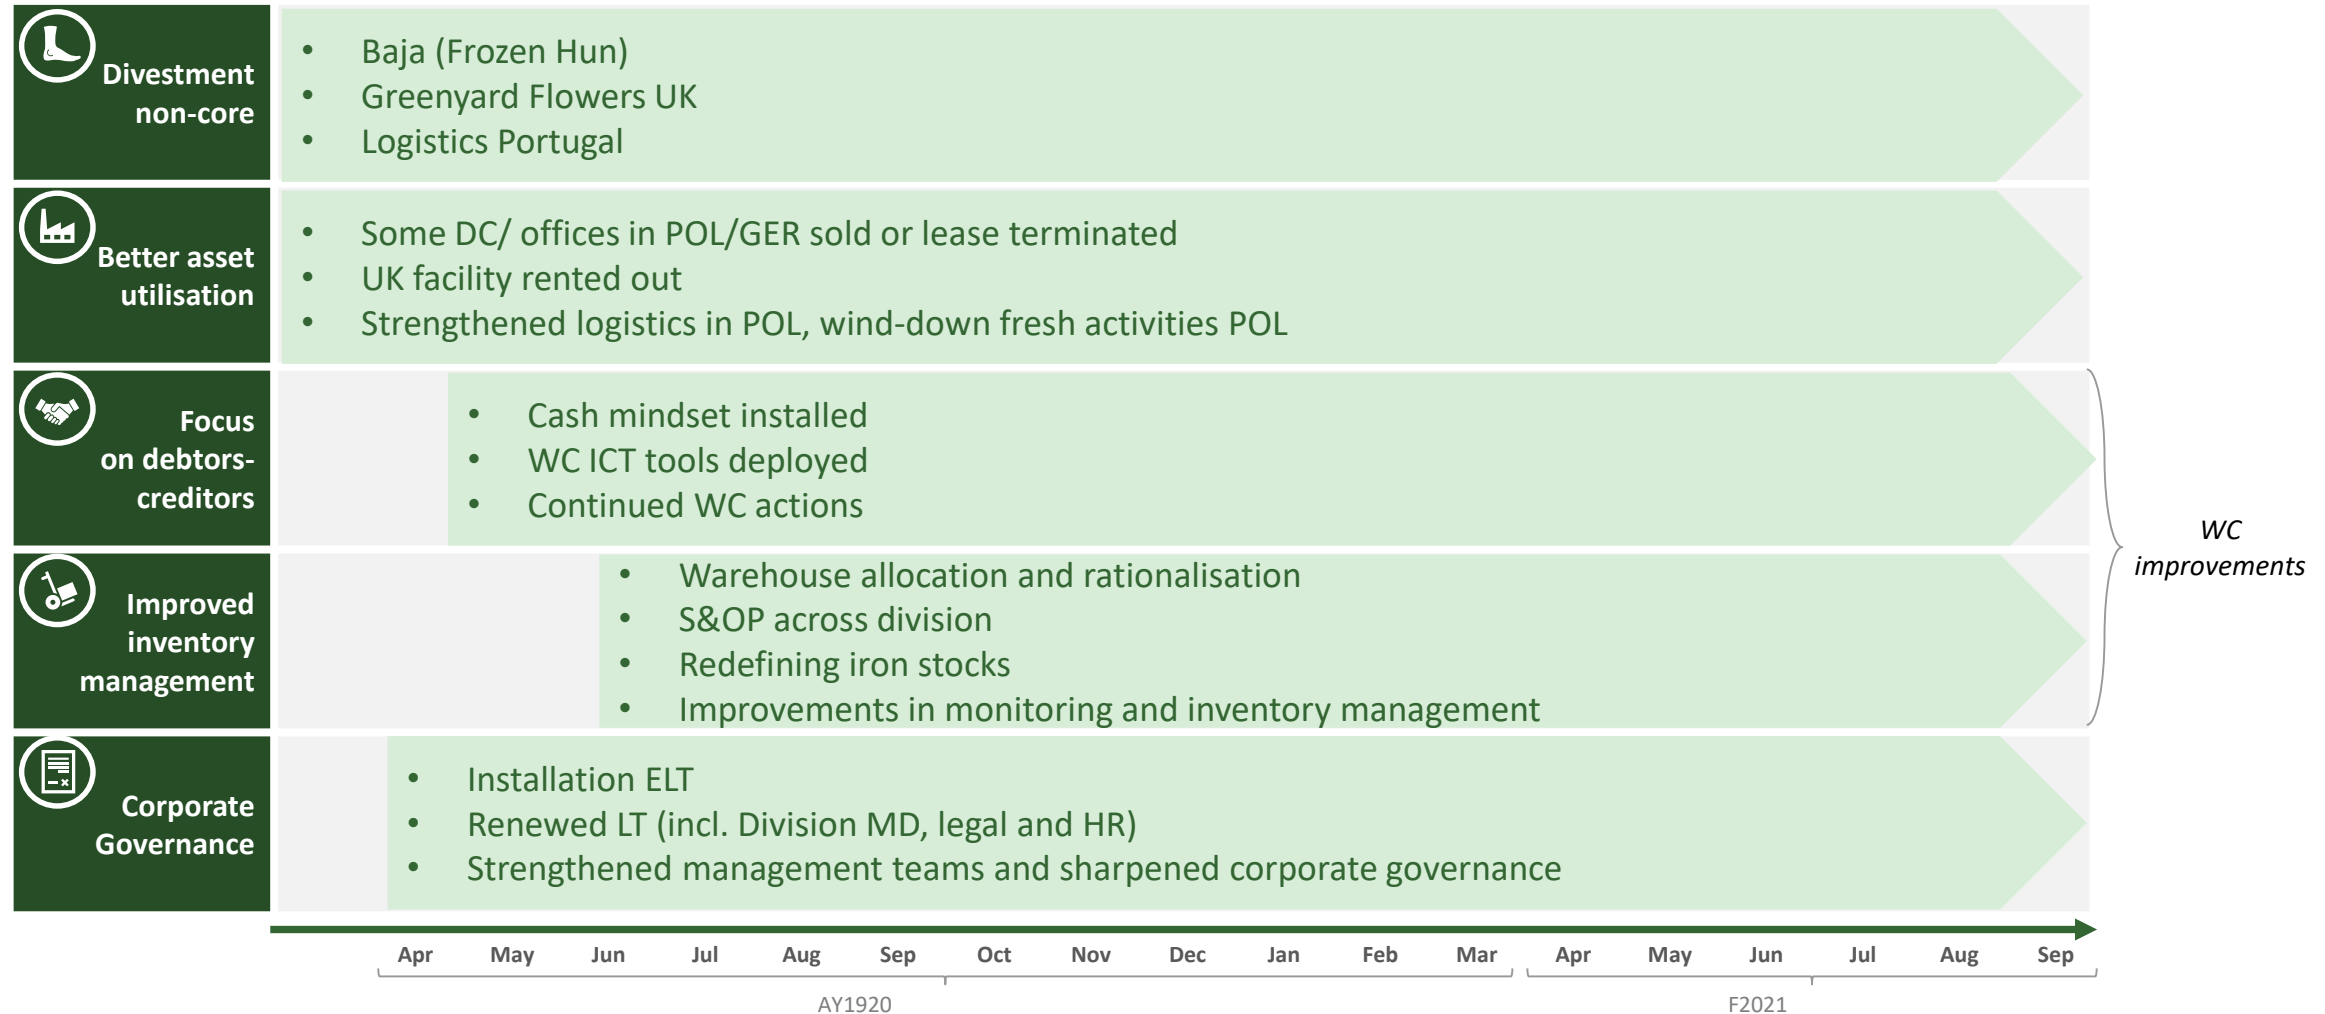 Divestment
non-core
• Baja (Frozen Hun)
• Greenyard Flowers UK
• Logistics Portugal
Better asset
utilisation
• Some DC/ offices in POL/GER sold or lease terminated
• UK facility rented out
• Strengthened logistics in POL, wind-down fresh activities POL
Focus
on debtors-
creditors
• Cash mindset installed
• WC ICT tools deployed
• Continued WC actions
Improved
inventory
management
• Warehouse allocation and rationalisation
• S&OP across division
• Redefining iron stocks
• Improvements in monitoring and inventory management
WC
improvements
Corporate
Governance
• Installation ELT
• Renewed LT (incl. Division MD, legal and HR)
• Strengthened management teams and sharpened corporate governance
Apr May Jun Jul Aug Sep Oct Nov Dec Jan Feb Mar Apr May Jun Jul Aug Sep
AY1920 F2021